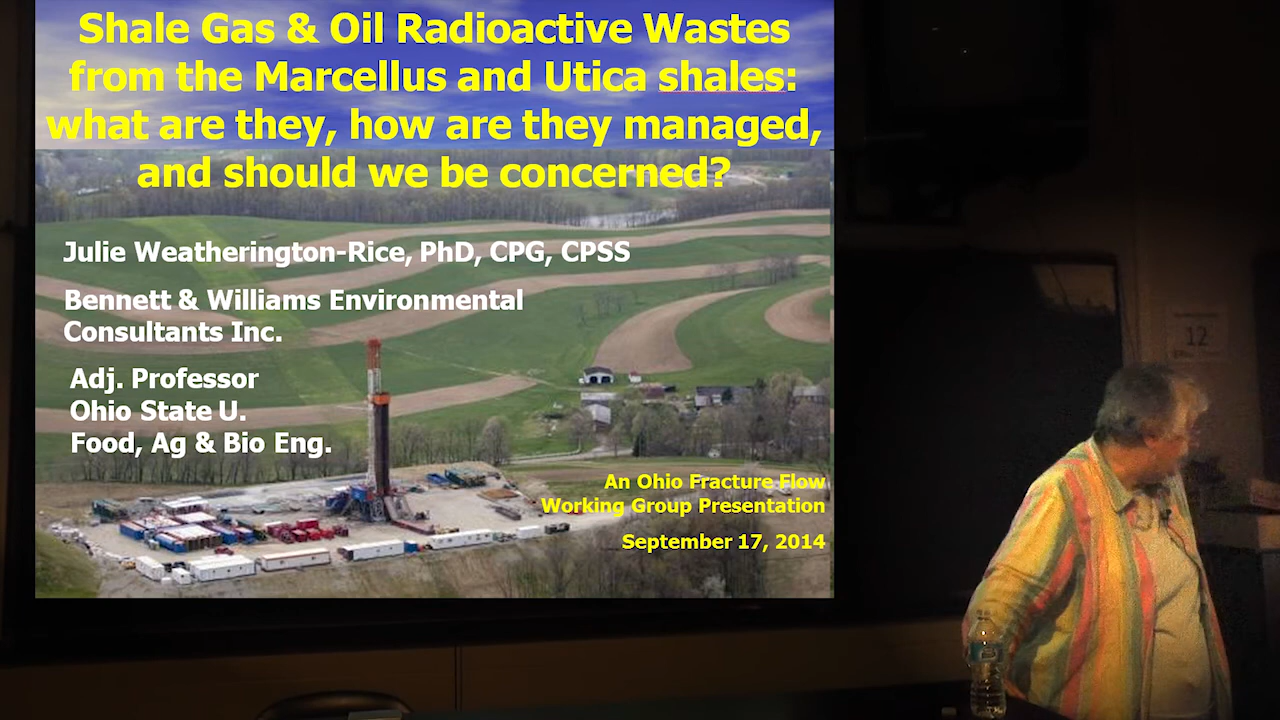 Shale Gas & Oil Radioactive Wastes
from the Marcellus and Utica shales:
what are they, how are they managed,
and should we be concerned?
Julie Weatherington-Rice, PhD, CPG, CPSS
Bennett & Williams Environmental
Consultants Inc.
Adj. Professor
Ohio State U.
Food, Ag & Bio Eng.
An Ohio Fracture Flow
Working Group Presentation
September 17, 2014
12